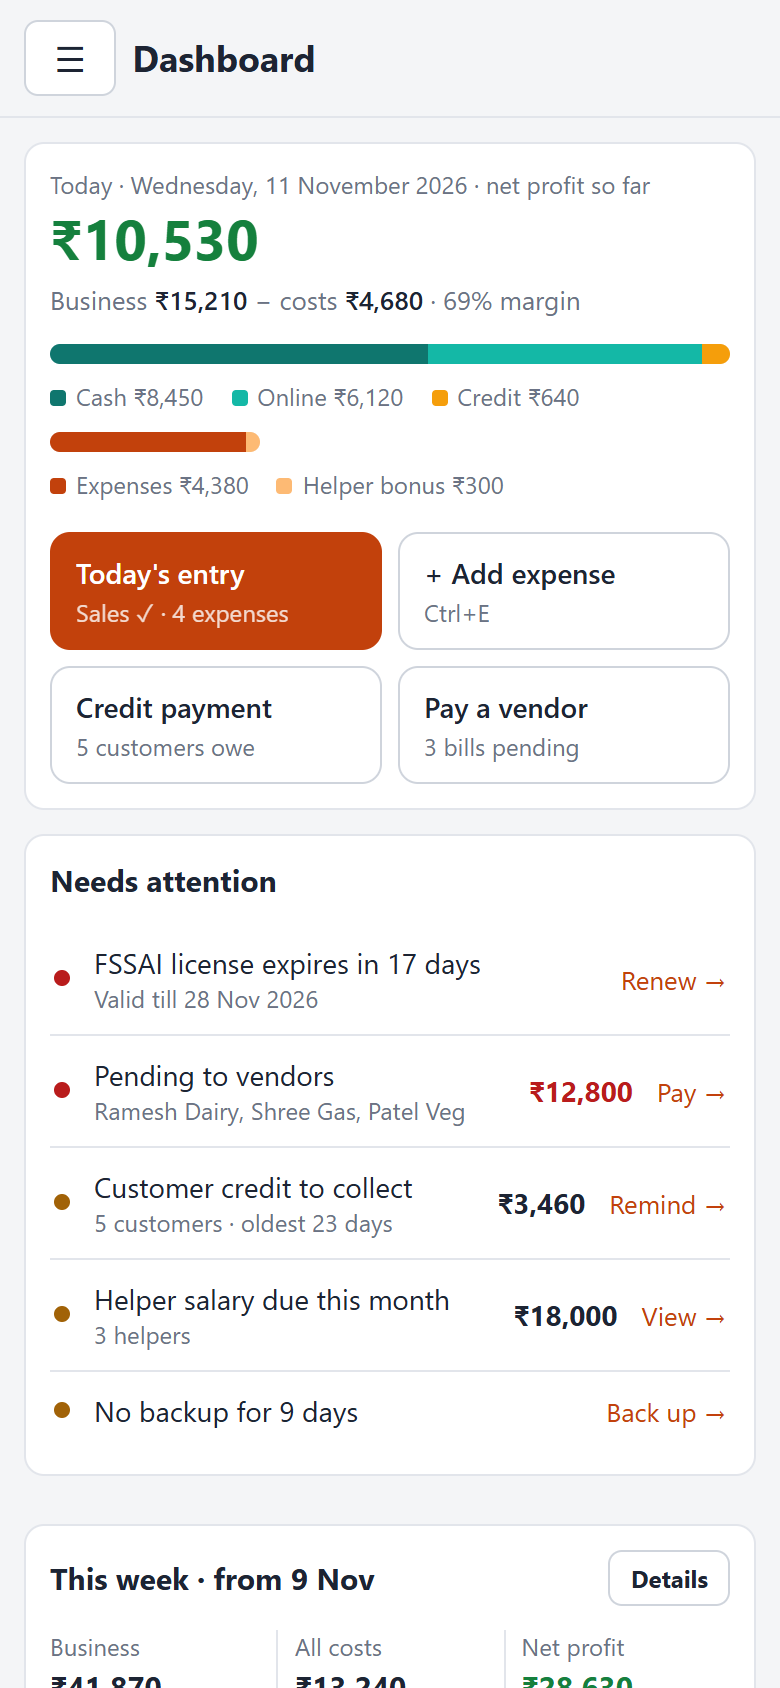 ☰ Dashboard
Today · Wednesday, 11 November 2026 · net profit so far
₹10,530
Business ₹15,210 – costs ₹4,680 · 69% margin
Cash ₹8,450 Online ₹6,120 Credit ₹640
Expenses ₹4,380 Helper bonus ₹300
Today's entry
Sales ✓ · 4 expenses
+ Add expense
Ctrl+E
Credit payment
5 customers owe
Pay a vendor
3 bills pending
Needs attention
FSSAI license expires in 17 days
Valid till 28 Nov 2026
Renew →
Pending to vendors
Ramesh Dairy, Shree Gas, Patel Veg
₹12,800 Pay →
Customer credit to collect
5 customers · oldest 23 days
₹3,460 Remind →
Helper salary due this month
3 helpers
₹18,000 View →
No backup for 9 days
Back up →
This week · from 9 Nov
Details
Business All costs Net profit
₹41,870 ₹13,240 ₹28,630